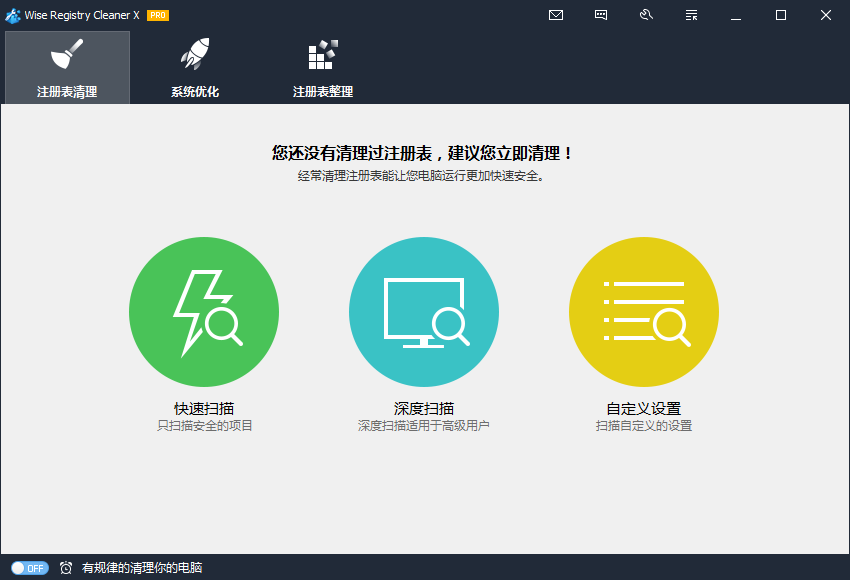 Wise Registry Cleaner X PRO
注册表清理
系统优化
注册表整理
您还没有清理过注册表，建议您立即清理！
经常清理注册表能让您电脑运行更加快速安全。
快速扫描
深度扫描
自定义设置
只扫描安全的项目
深度扫描适用于高级用户
扫描自定义的设置
OFF
有规律的清理你的电脑